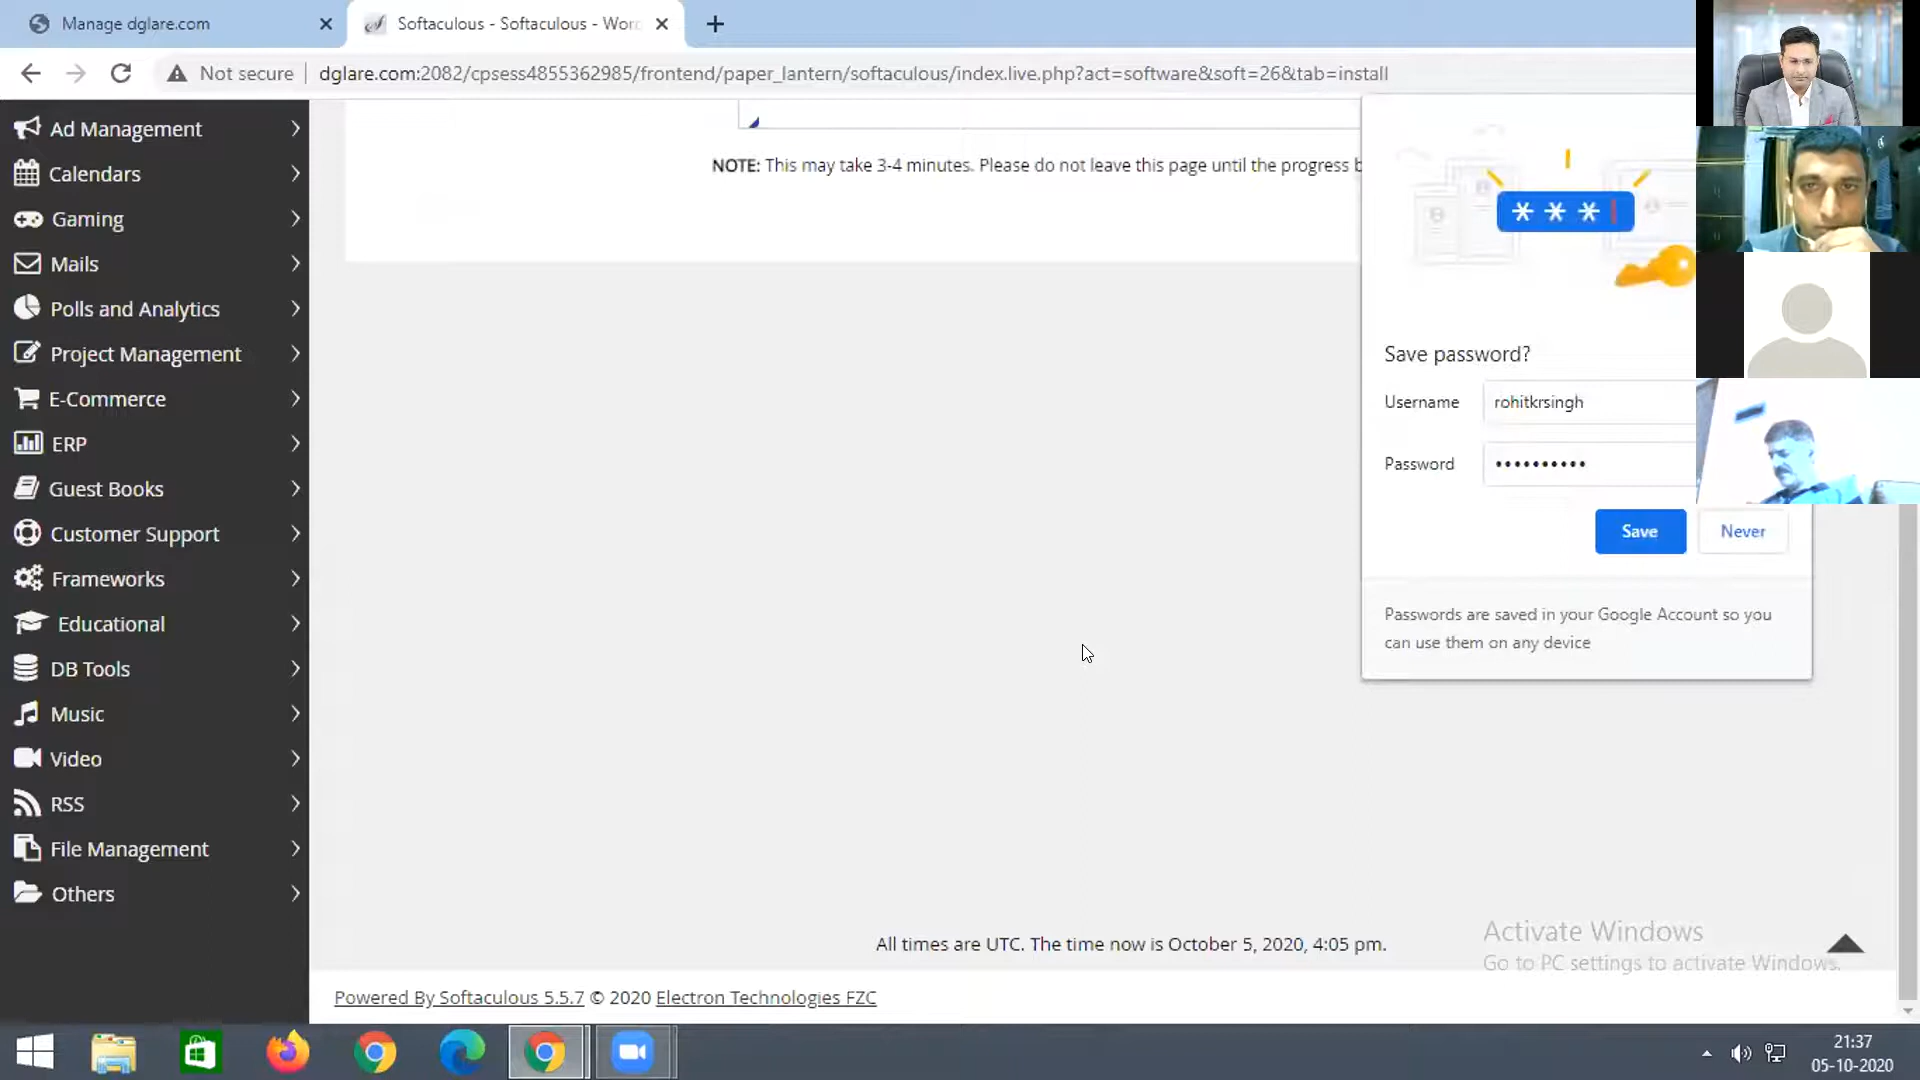 Manage dglare.com
Softaculous - Softaculous - Word
Not secure
dglare.com:2082/cpsess4855362985/frontend/paper_lantern/softaculous/index.live.php?act=software&soft=26&tab=install
Ad Management
Calendars
Gaming
Mails
Polls and Analytics
Project Management
E-Commerce
ERP
Guest Books
Customer Support
Frameworks
Educational
DB Tools
Music
Video
RSS
File Management
Others
NOTE: This may take 3-4 minutes. Please do not leave this page until the progress b
***
Save password?
Username
rohitkrsingh
Password
••••••••••
Save
Never
Passwords are saved in your Google Account so you
can use them on any device
All times are UTC. The time now is October 5, 2020, 4:05 pm.
Activate Windows
Go to PC settings to activate Windows.
Powered By Softaculous 5.5.7 © 2020 Electron Technologies FZC
21:37
05-10-2020